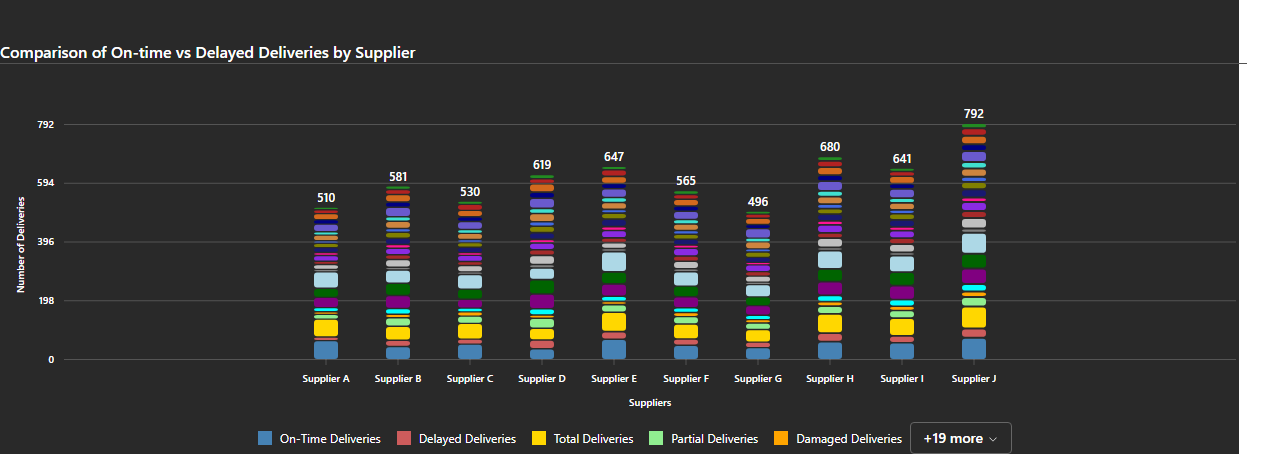 Comparison of On-time vs Delayed Deliveries by Supplier
792
594
396
198
0
Number of Deliveries
510
581
530
619
647
565
496
680
641
792
Supplier A
Supplier B
Supplier C
Supplier D
Supplier E
Supplier F
Supplier G
Supplier H
Supplier I
Supplier J
Suppliers
On-Time Deliveries
Delayed Deliveries
Total Deliveries
Partial Deliveries
Damaged Deliveries
+19 more